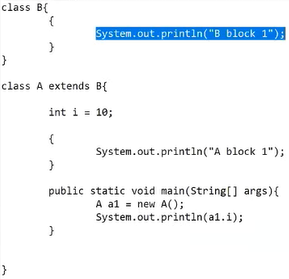 class B{
{
System.out.println("B block 1");
}
}
class A extends B{
int i = 10;
{
System.out.println("A block 1");
}
public static void main(String[] args){
A a1 = new A();
System.out.println(a1.i);
}
}